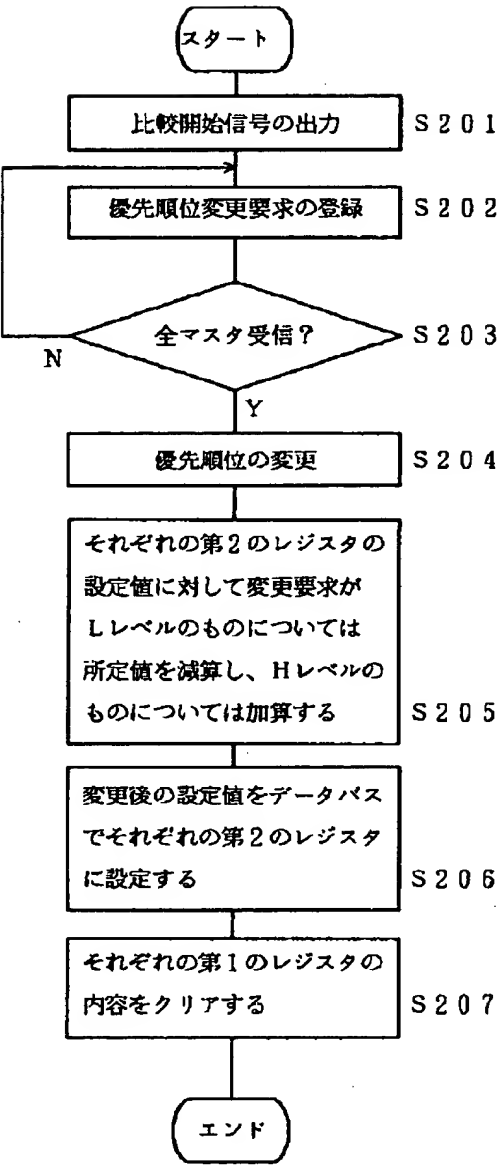 スタート
比較開始信号の出力 S201
優先順位変更要求の登録 S202
全マスタ受信? S203
N
Y
優先順位の変更 S204
それぞれの第2のレジスタの
設定値に対して変更要求が
Lレベルのものについては
所定値を減算し、Hレベルの
ものについては加算する S205
変更後の設定値をデータバス
でそれぞれの第2のレジスタ
に設定する S206
それぞれの第1のレジスタの
内容をクリアする S207
エンド